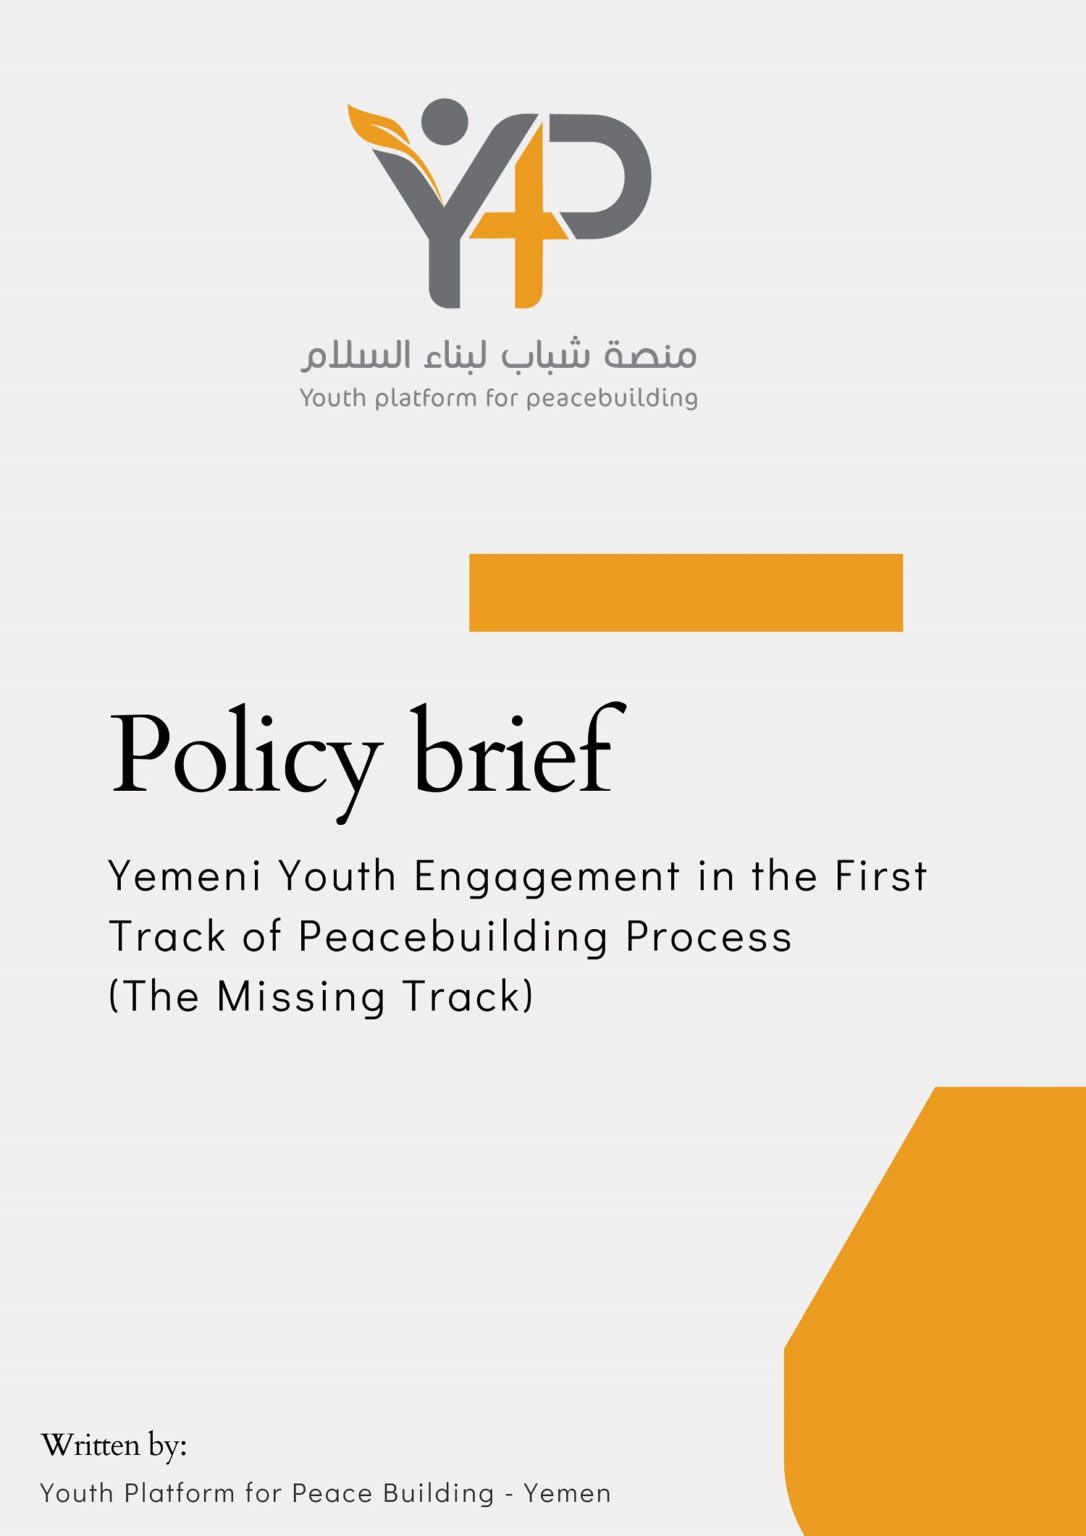 Y4P
منصة شباب لبناء السلام
Youth platform for peacebuilding
Policy brief
Yemeni Youth Engagement in the First
Track of Peacebuilding Process
(The Missing Track)
Written by:
Youth Platform for Peace Building - Yemen